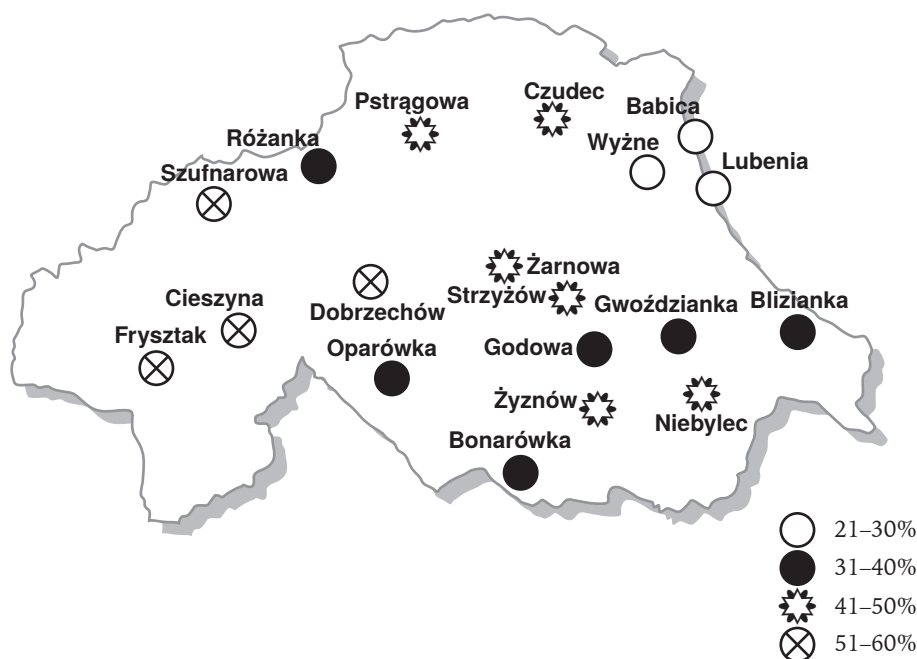 Czudec
Pstrągowa
Babica
Różanka
Wyżne
Lubenia
Szufnarowa
Żarnowa
Strzyżów
Cieszyna
Dobrzechów
Gwoździanka
Blizianka
Frysztak
Oparówka
Godowa
Żyznów
Niebylec
Bonarówka
21–30%
31–40%
41–50%
51–60%